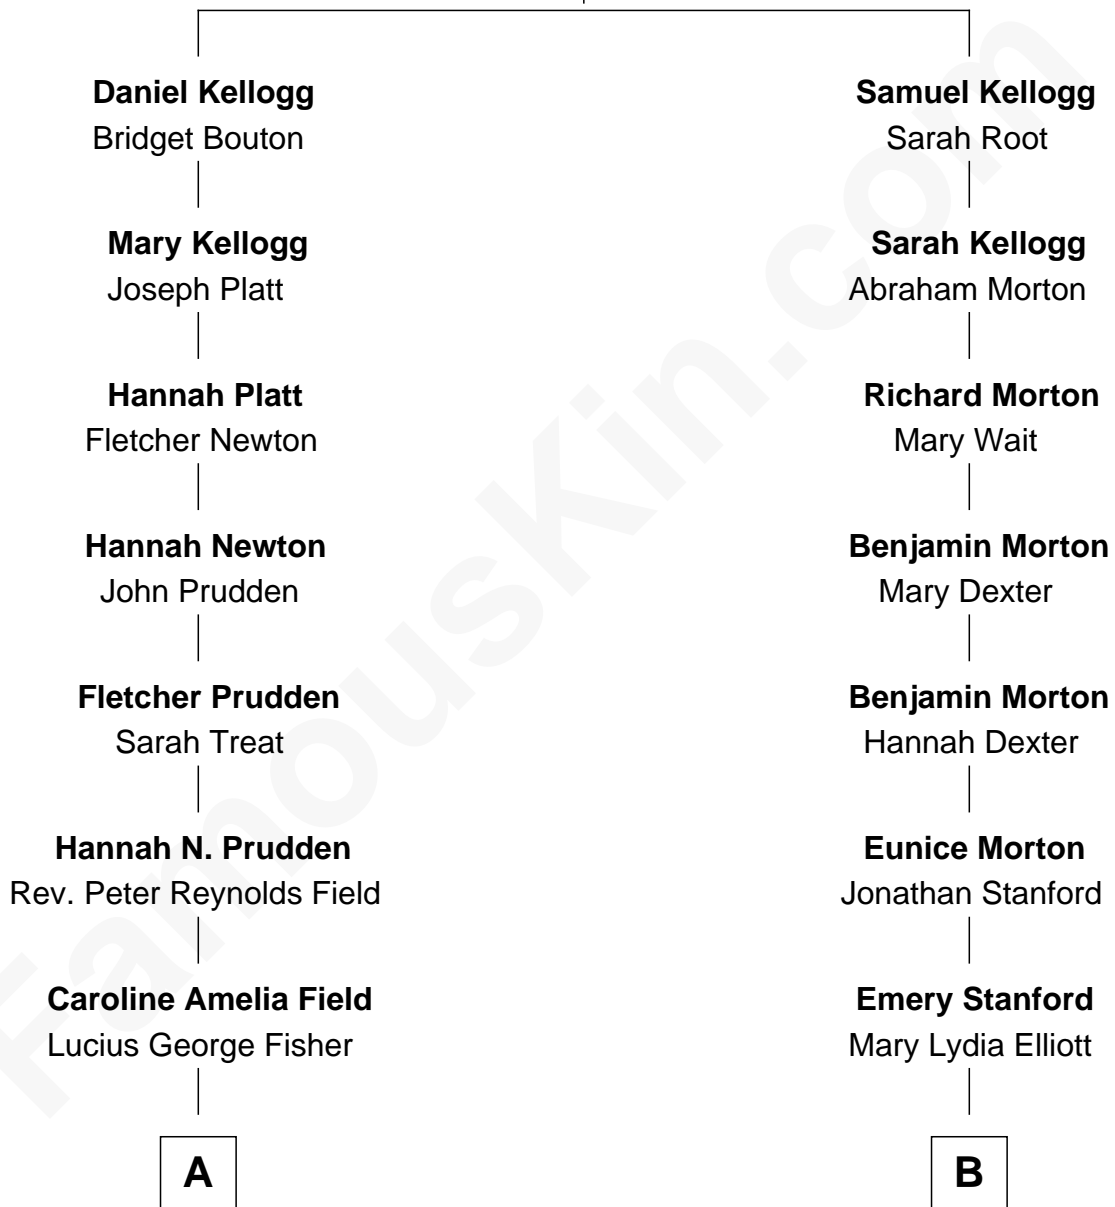 Daniel Kellogg
Bridget Bouton
Mary Kellogg
Joseph Platt
Hannah Platt
Fletcher Newton
Hannah Newton
John Prudden
Fletcher Prudden
Sarah Treat
Hannah N. Prudden
Rev. Peter Reynolds Field
Caroline Amelia Field
Lucius George Fisher
A
Samuel Kellogg
Sarah Root
Sarah Kellogg
Abraham Morton
Richard Morton
Mary Wait
Benjamin Morton
Mary Dexter
Benjamin Morton
Hannah Dexter
Eunice Morton
Jonathan Stanford
Emery Stanford
Mary Lydia Elliott
B
FamousKin.com